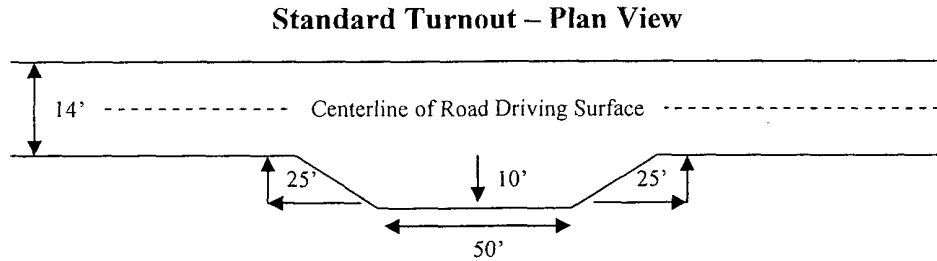 Standard Turnout – Plan View
14'
Centerline of Road Driving Surface
25'
10'
25'
50'